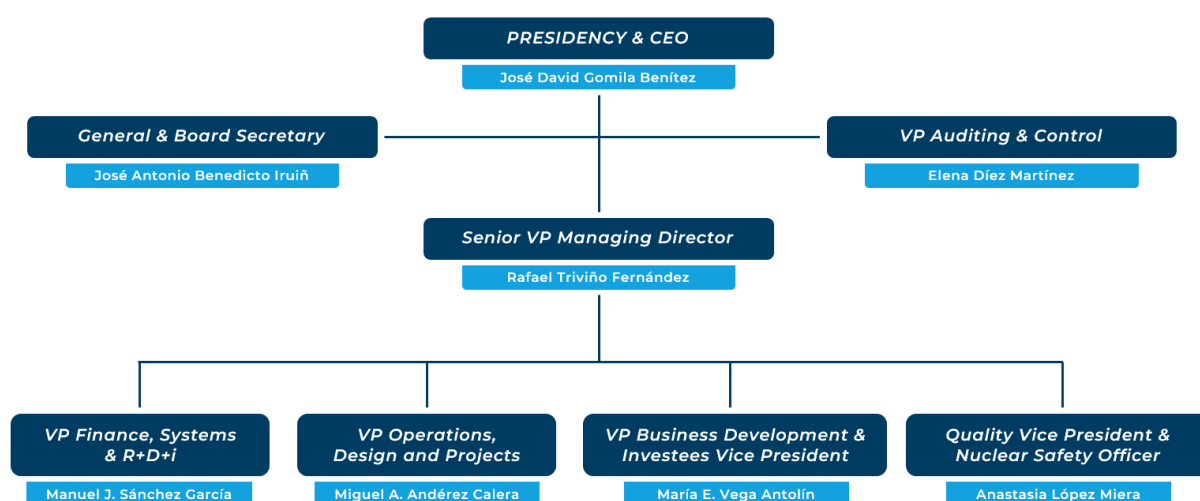 PRESIDENCY & CEO
José David Gomila Benítez
General & Board Secretary
José Antonio Benedicto Iruiñ
VP Auditing & Control
Elena Díez Martínez
Senior VP Managing Director
Rafael Triviño Fernández
VP Finance, Systems
& R+D+i
Manuel J. Sánchez García
VP Operations,
Design and Projects
Miguel A. Andérez Calera
VP Business Development &
Investees Vice President
María E. Vega Antolín
Quality Vice President &
Nuclear Safety Officer
Anastasia López Miera